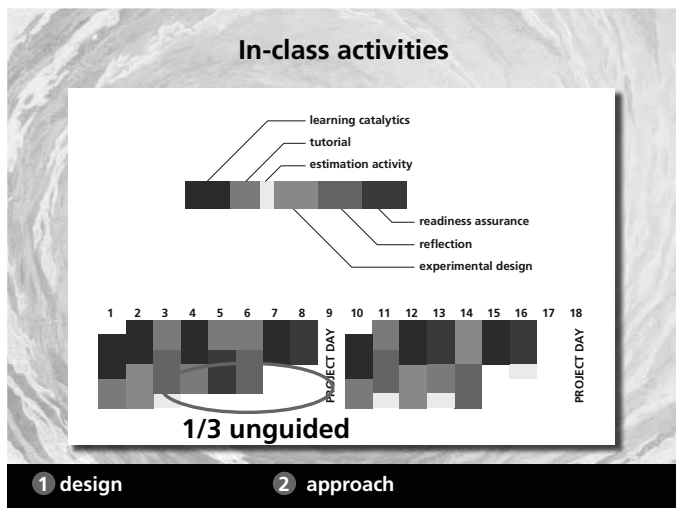 In-class activities
learning catalytics
tutorial
estimation activity
readiness assurance
reflection
experimental design
1 2 3 4 5 6 7 8 9 10 11 12 13 14 15 16 17 18
PROJECT DAY
PROJECT DAY
1/3 unguided
1 design
2 approach